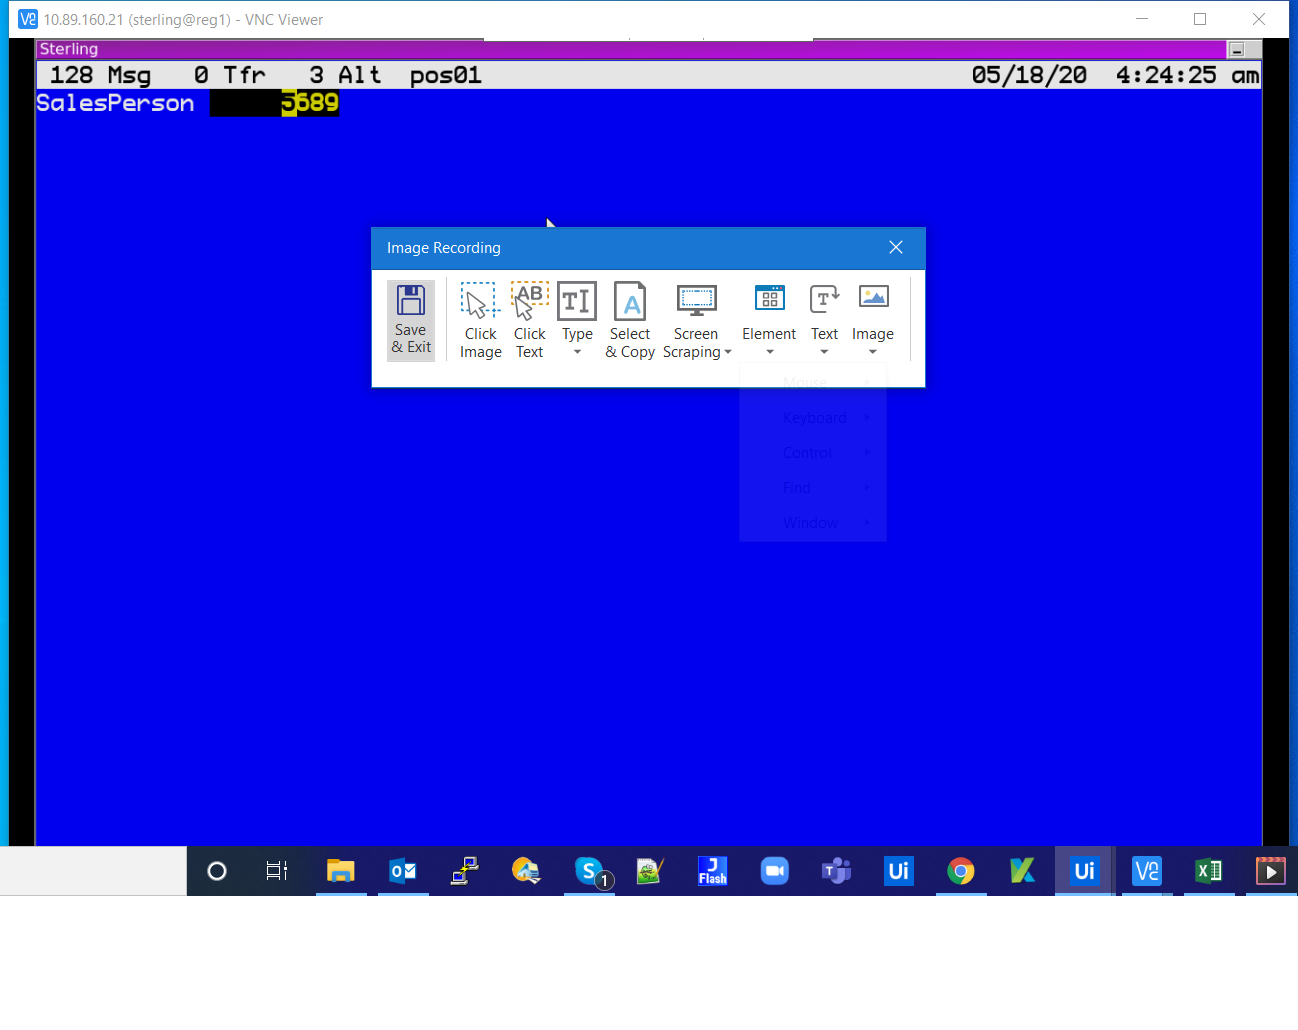 10.89.160.21 (sterling@reg1) - VNC Viewer
Sterling
128 Msg 0 Tfr 3 Alt pos01 05/18/20 4:24:25 am
SalesPerson 5689
Image Recording
Save & Exit
Click Image
Click Text
Type
Select & Copy
Screen Scraping
Element
Text
Image
Mouse
Keyboard
Control
Find
Window
1
J Flash
Ui
Ui